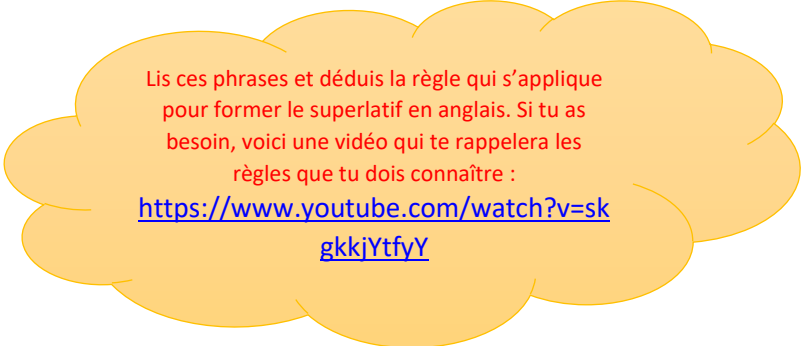 Lis ces phrases et déduis la règle qui s’applique
pour former le superlatif en anglais. Si tu as
besoin, voici une vidéo qui te rappelera les
règles que tu dois connaître :
https://www.youtube.com/watch?v=sk
gkkjYtfyY